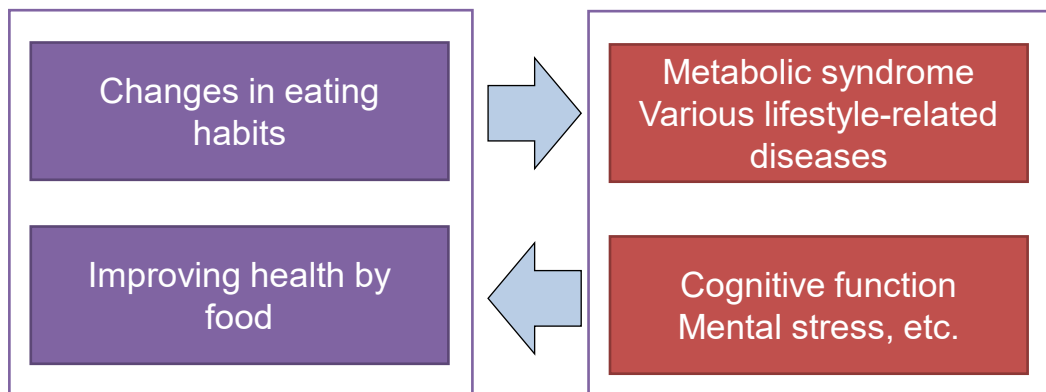 Changes in eating
habits
Metabolic syndrome
Various lifestyle-related
diseases
Improving health by
food
Cognitive function
Mental stress, etc.